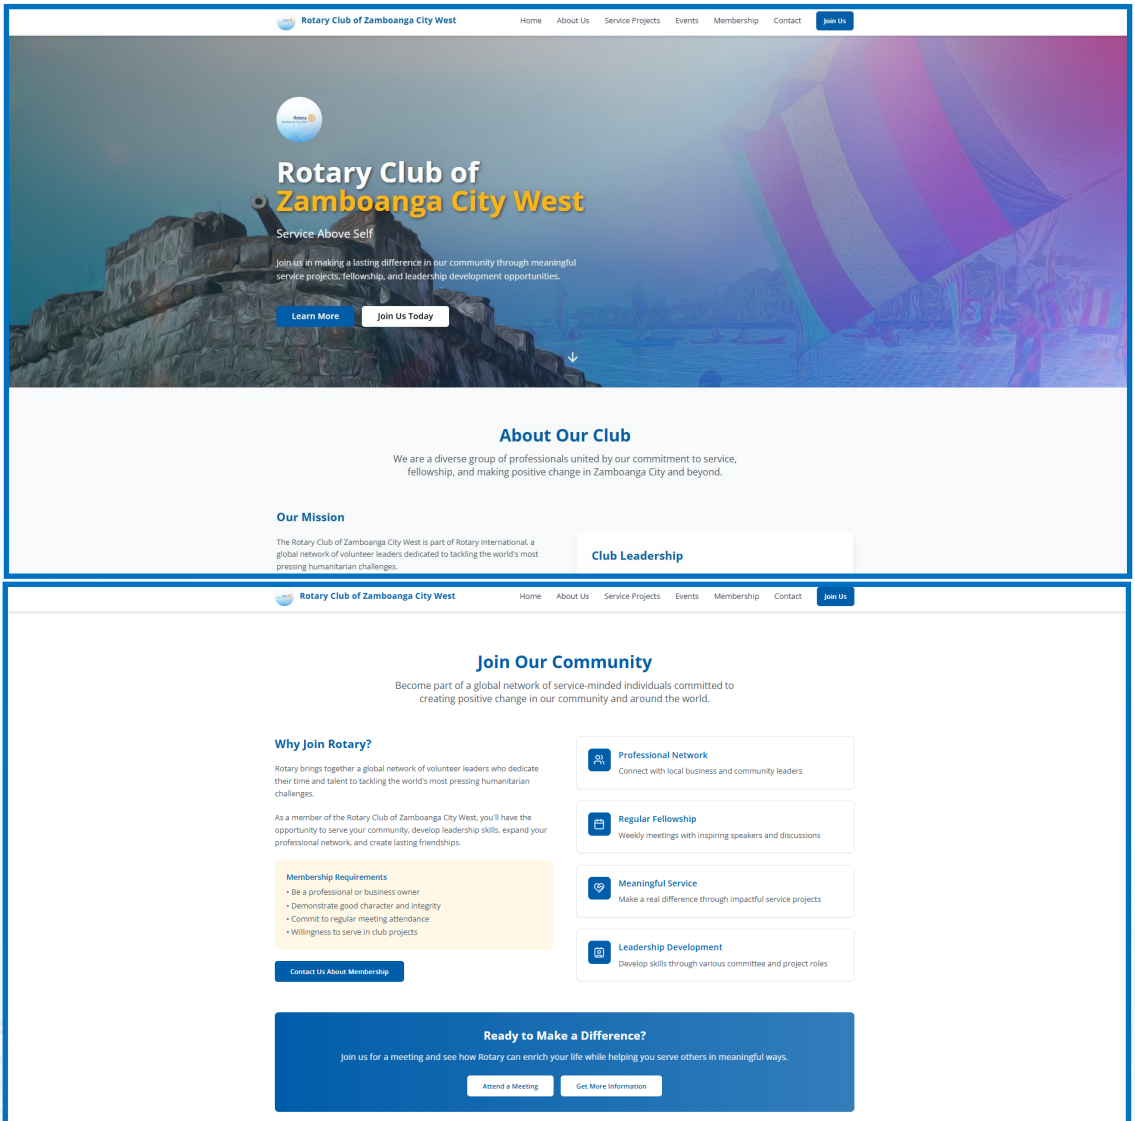 Rotary Club of Zamboanga City West
Home About Us Service Projects Events Membership Contact Join Us
Rotary
Rotary Club of
Zamboanga City West
Service Above Self
Join us in making a lasting difference in our community through meaningful
service projects, fellowship, and leadership development opportunities.
Learn More Join Us Today
About Our Club
We are a diverse group of professionals united by our commitment to service,
fellowship, and making positive change in Zamboanga City and beyond.
Our Mission
The Rotary Club of Zamboanga City West is part of Rotary International, a
global network of volunteer leaders dedicated to tackling the world's most
pressing humanitarian challenges.
Club Leadership
Rotary Club of Zamboanga City West
Home About Us Service Projects Events Membership Contact Join Us
Join Our Community
Become part of a global network of service-minded individuals committed to
creating positive change in our community and around the world.
Why Join Rotary?
Rotary brings together a global network of volunteer leaders who dedicate
their time and talent to tackling the world's most pressing humanitarian
challenges.
As a member of the Rotary Club of Zamboanga City West, you'll have the
opportunity to serve your community, develop leadership skills, expand your
professional network, and create lasting friendships.
Membership Requirements
• Be a professional or business owner
• Demonstrate good character and integrity
• Commit to regular meeting attendance
• Willingness to serve in club projects
Contact Us About Membership
Professional Network
Connect with local business and community leaders
Regular Fellowship
Weekly meetings with inspiring speakers and discussions
Meaningful Service
Make a real difference through impactful service projects
Leadership Development
Develop skills through various committee and project roles
Ready to Make a Difference?
Join us for a meeting and see how Rotary can enrich your life while helping you serve others in meaningful ways.
Attend a Meeting Get More Information